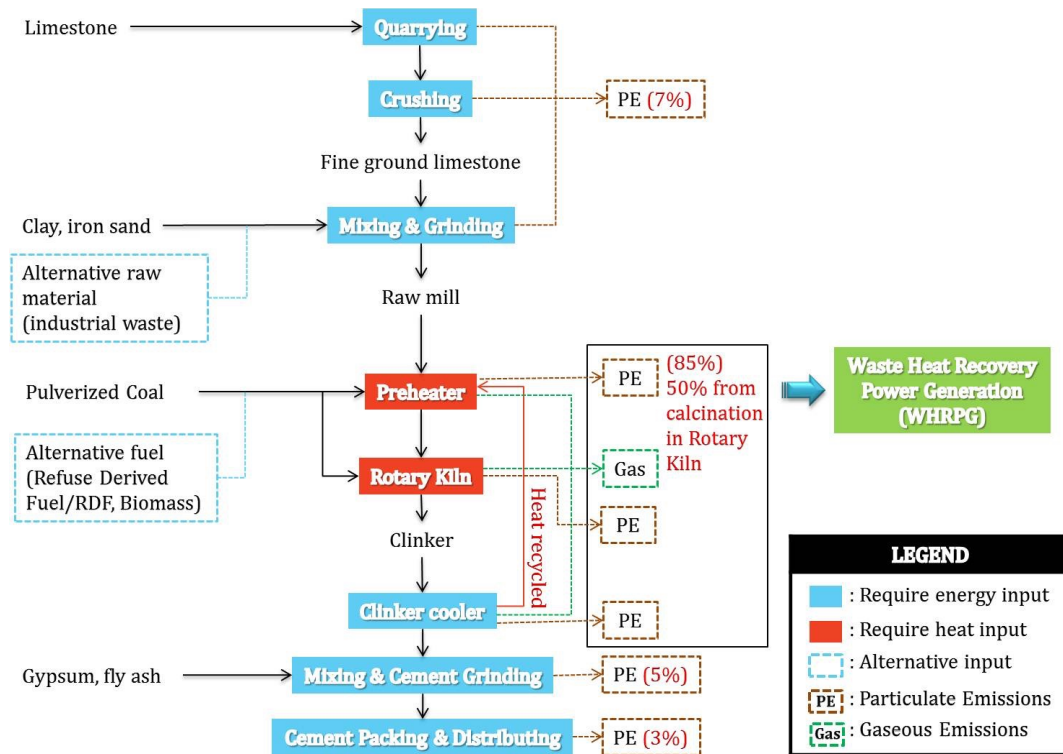 Limestone
Quarrying
Crushing
PE (7%)
Fine ground limestone
Clay, iron sand
Mixing & Grinding
Alternative raw
material
(industrial waste)
Raw mill
Pulverized Coal
Preheater
PE
(85%)
50% from
calcination
in Rotary
Kiln
Waste Heat Recovery
Power Generation
(WHRPG)
Alternative fuel
(Refuse Derived
Fuel/RDF, Biomass)
Rotary Kiln
Gas
PE
Heat recycled
Clinker
Clinker cooler
PE
Gypsum, fly ash
Mixing & Cement Grinding
PE (5%)
Cement Packing & Distributing
PE (3%)
LEGEND
: Require energy input
: Require heat input
: Alternative input
PE : Particulate Emissions
Gas : Gaseous Emissions